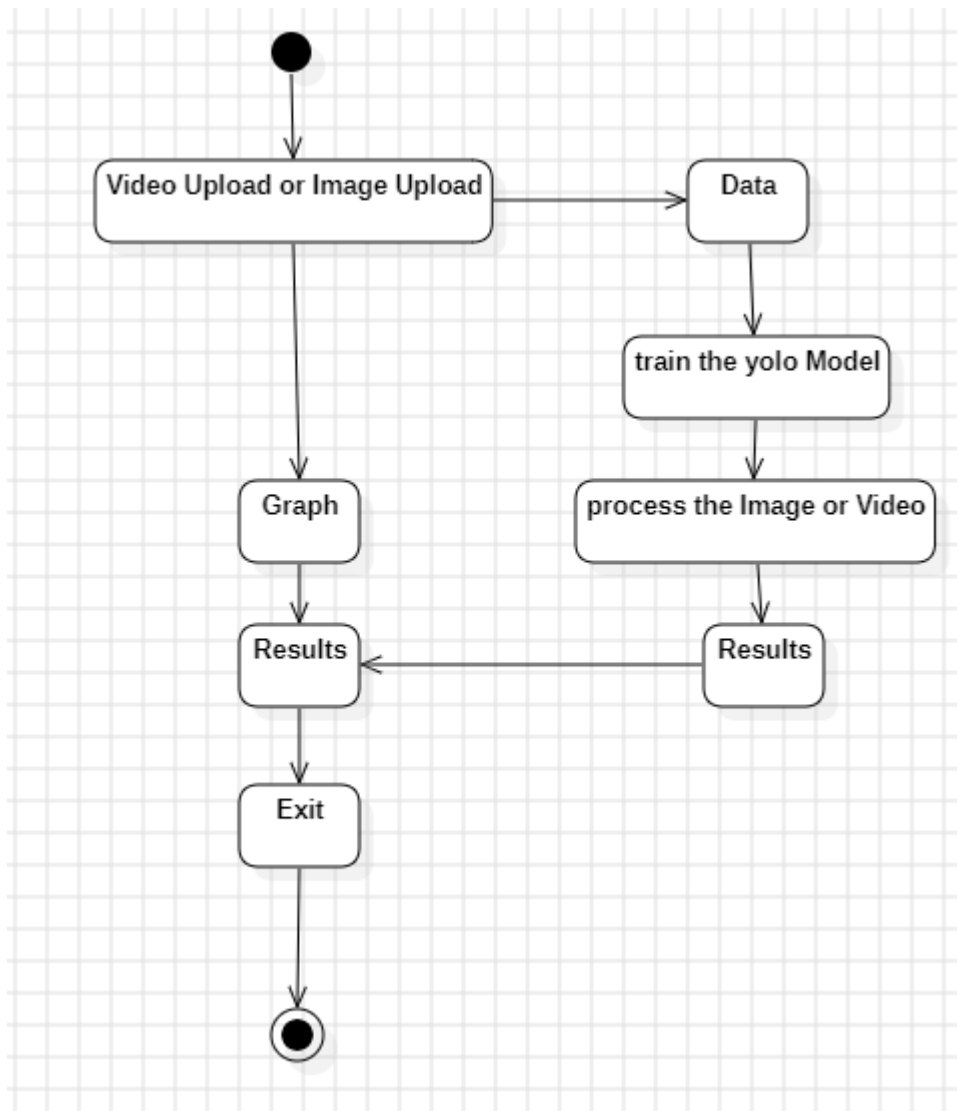 Video Upload or Image Upload
Data
train the yolo Model
Graph
process the Image or Video
Results
Results
Exit